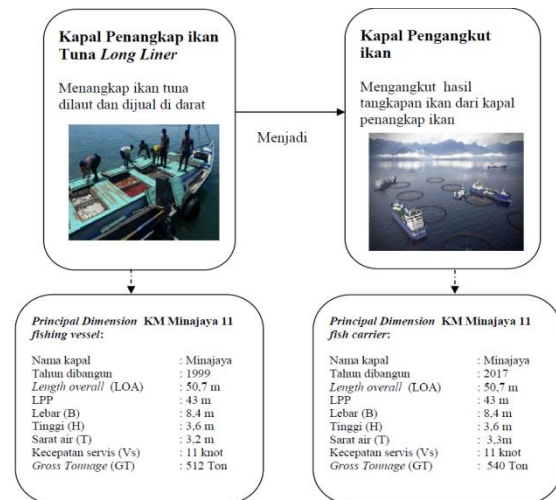 Kapal Penangkap ikan
Tuna Long Liner
Menangkap ikan tuna
dilaut dan dijual di darat
Menjadi
Kapal Pengangkut
ikan
Mengangkut hasil
tangkapan ikan dari kapal
penangkap ikan
Principal Dimension KM Minajaya 11
fishing vessel:
Nama kapal : Minajaya
Tahun dibangun : 1999
Length overall (LOA) : 50,7 m
LPP : 43 m
Lebar (B) : 8,4 m
Tinggi (H) : 3,6 m
Sarat air (T) : 3,2 m
Kecepatan servis (Vs) : 11 knot
Gross Tonnage (GT) : 512 Ton
Principal Dimension KM Minajaya 11
fish carrier:
Nama kapal : Minajaya
Tahun dibangun : 2017
Length overall (LOA) : 50,7 m
LPP : 43 m
Lebar (B) : 8,4 m
Tinggi (H) : 3,6 m
Sarat air (T) : 3,3m
Kecepatan servis (Vs) : 11 knot
Gross Tonnage (GT) : 540 Ton